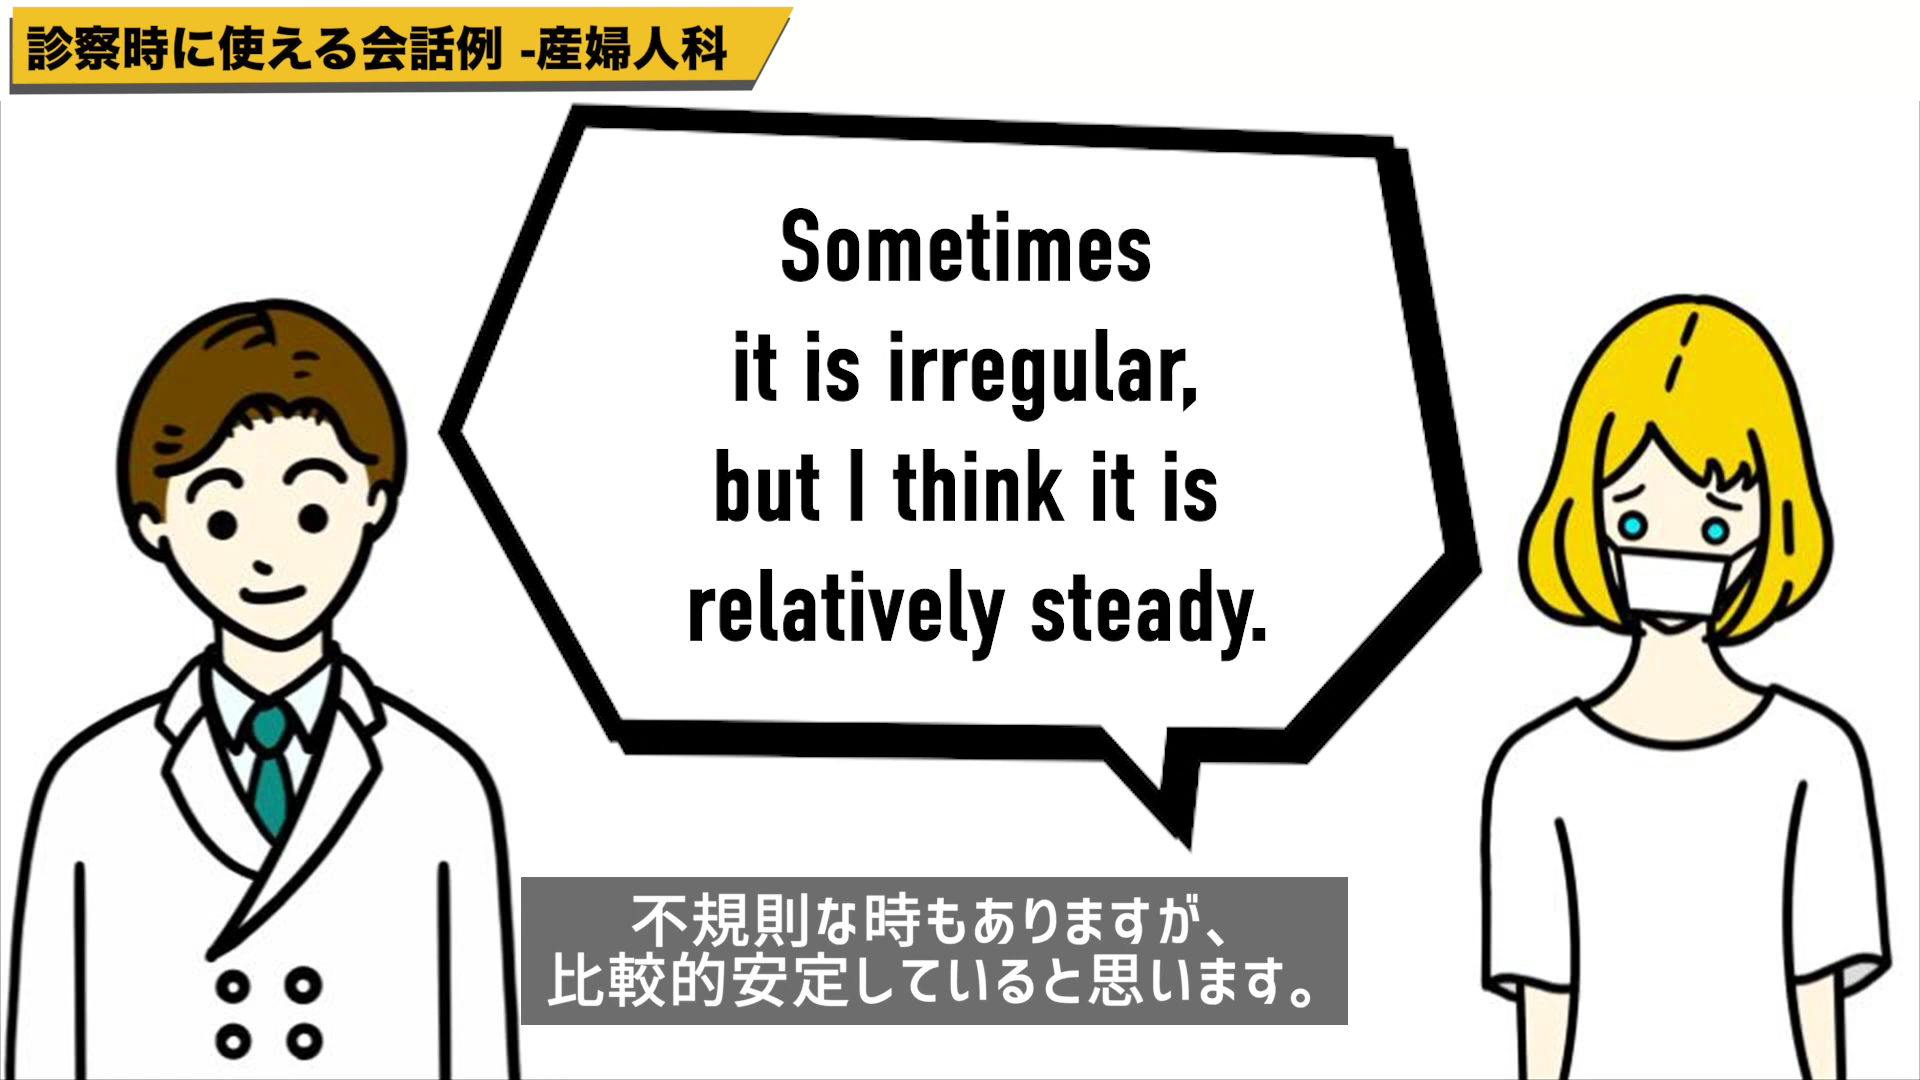 診察時に使える会話例 -産婦人科
Sometimes
it is irregular,
but I think it is
relatively steady.
不規則な時もありますが、
比較的安定していると思います。